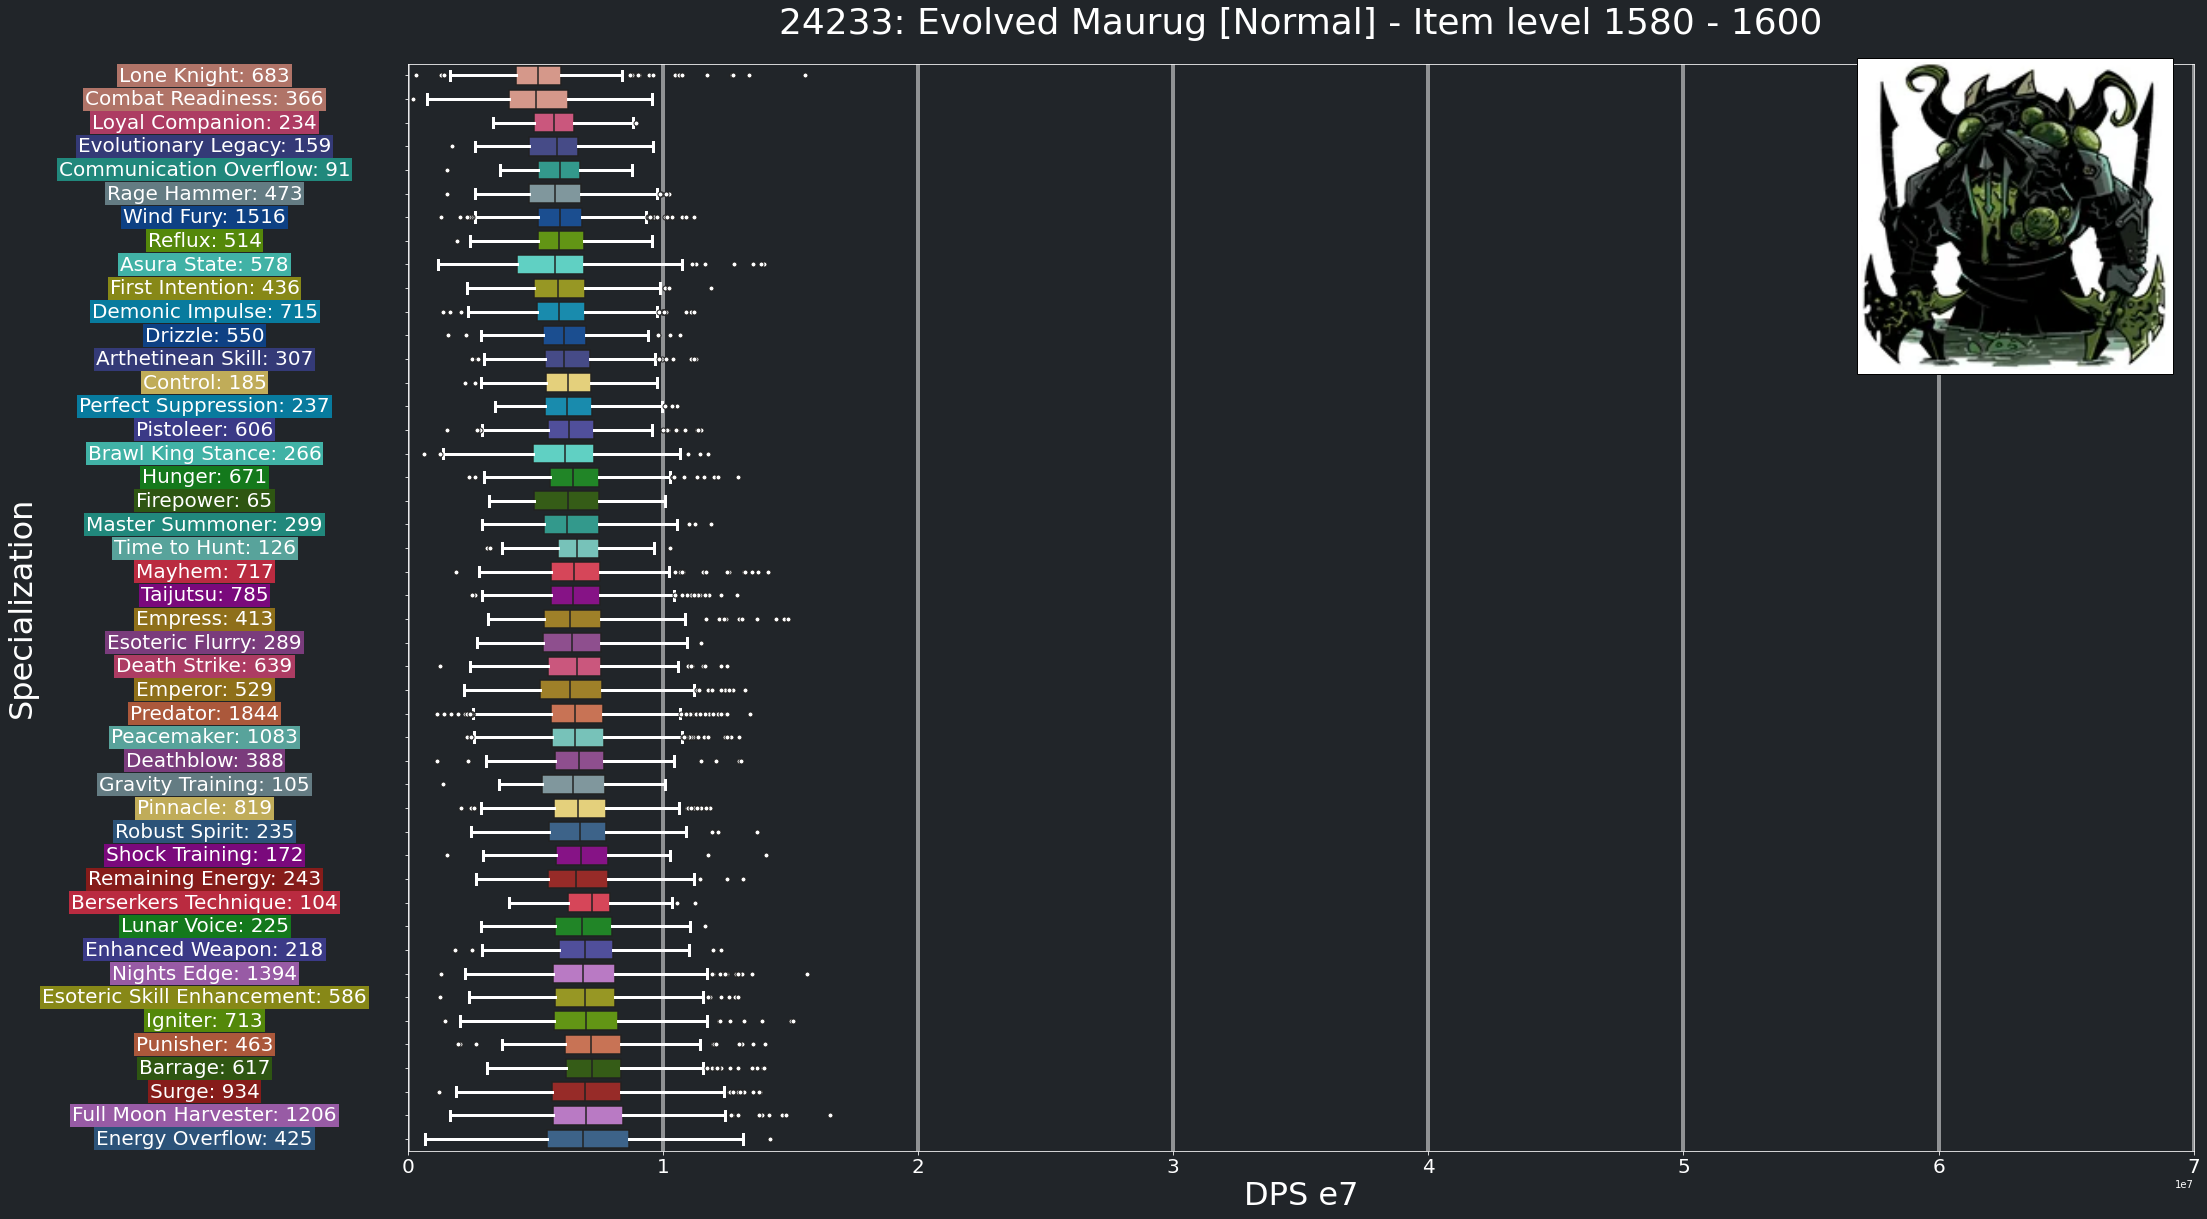 24233: Evolved Maurug [Normal] - Item level 1580 - 1600
Specialization
Lone Knight: 683
Combat Readiness: 366
Loyal Companion: 234
Evolutionary Legacy: 159
Communication Overflow: 91
Rage Hammer: 473
Wind Fury: 1516
Reflux: 514
Asura State: 578
First Intention: 436
Demonic Impulse: 715
Drizzle: 550
Arthetinean Skill: 307
Control: 185
Perfect Suppression: 237
Pistoleer: 606
Brawl King Stance: 266
Hunger: 671
Firepower: 65
Master Summoner: 299
Time to Hunt: 126
Mayhem: 717
Taijutsu: 785
Empress: 413
Esoteric Flurry: 289
Death Strike: 639
Emperor: 529
Predator: 1844
Peacemaker: 1083
Deathblow: 388
Gravity Training: 105
Pinnacle: 819
Robust Spirit: 235
Shock Training: 172
Remaining Energy: 243
Berserkers Technique: 104
Lunar Voice: 225
Enhanced Weapon: 218
Nights Edge: 1394
Esoteric Skill Enhancement: 586
Igniter: 713
Punisher: 463
Barrage: 617
Surge: 934
Full Moon Harvester: 1206
Energy Overflow: 425
0 1 2 3 4 5 6 7
DPS e7
1e7